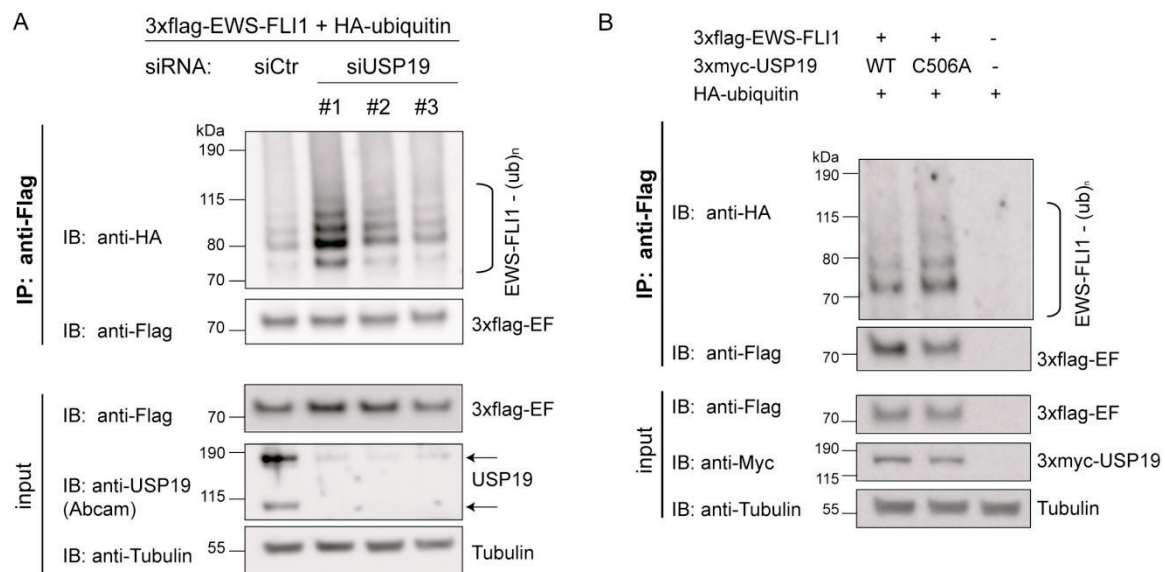 A
3xflag-EWS-FLI1 + HA-ubiquitin
siRNA: siCtr siUSP19
#1 #2 #3
IP: anti-Flag
kDa
190
115
80
70
IB: anti-HA
EWS-FLI1 - (ub)n
IB: anti-Flag
70
3xflag-EF
input
IB: anti-Flag
70
3xflag-EF
190
115
IB: anti-USP19
(Abcam)
USP19
IB: anti-Tubulin
55
Tubulin
B
3xflag-EWS-FLI1 + + -
3xmyc-USP19 WT C506A -
HA-ubiquitin + + +
IP: anti-Flag
kDa
190
115
80
70
IB: anti-HA
EWS-FLI1 - (ub)n
IB: anti-Flag
70
3xflag-EF
input
IB: anti-Flag
70
3xflag-EF
190
115
IB: anti-Myc
3xmyc-USP19
IB: anti-Tubulin
55
Tubulin